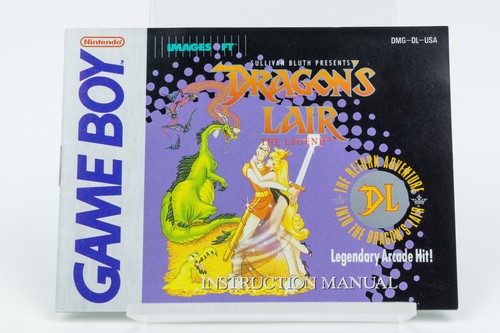 Nintendo
GAME BOY
IMAGESOFT
DMG-DL-USA
SULLIVAN BLUTH PRESENTS
DRAGON'S
LAIR
THE LEGEND
THE RETURN ADVENTURE
DL
INTO THE DRAGON'S LAIR
Legendary Arcade Hit!
INSTRUCTION MANUAL